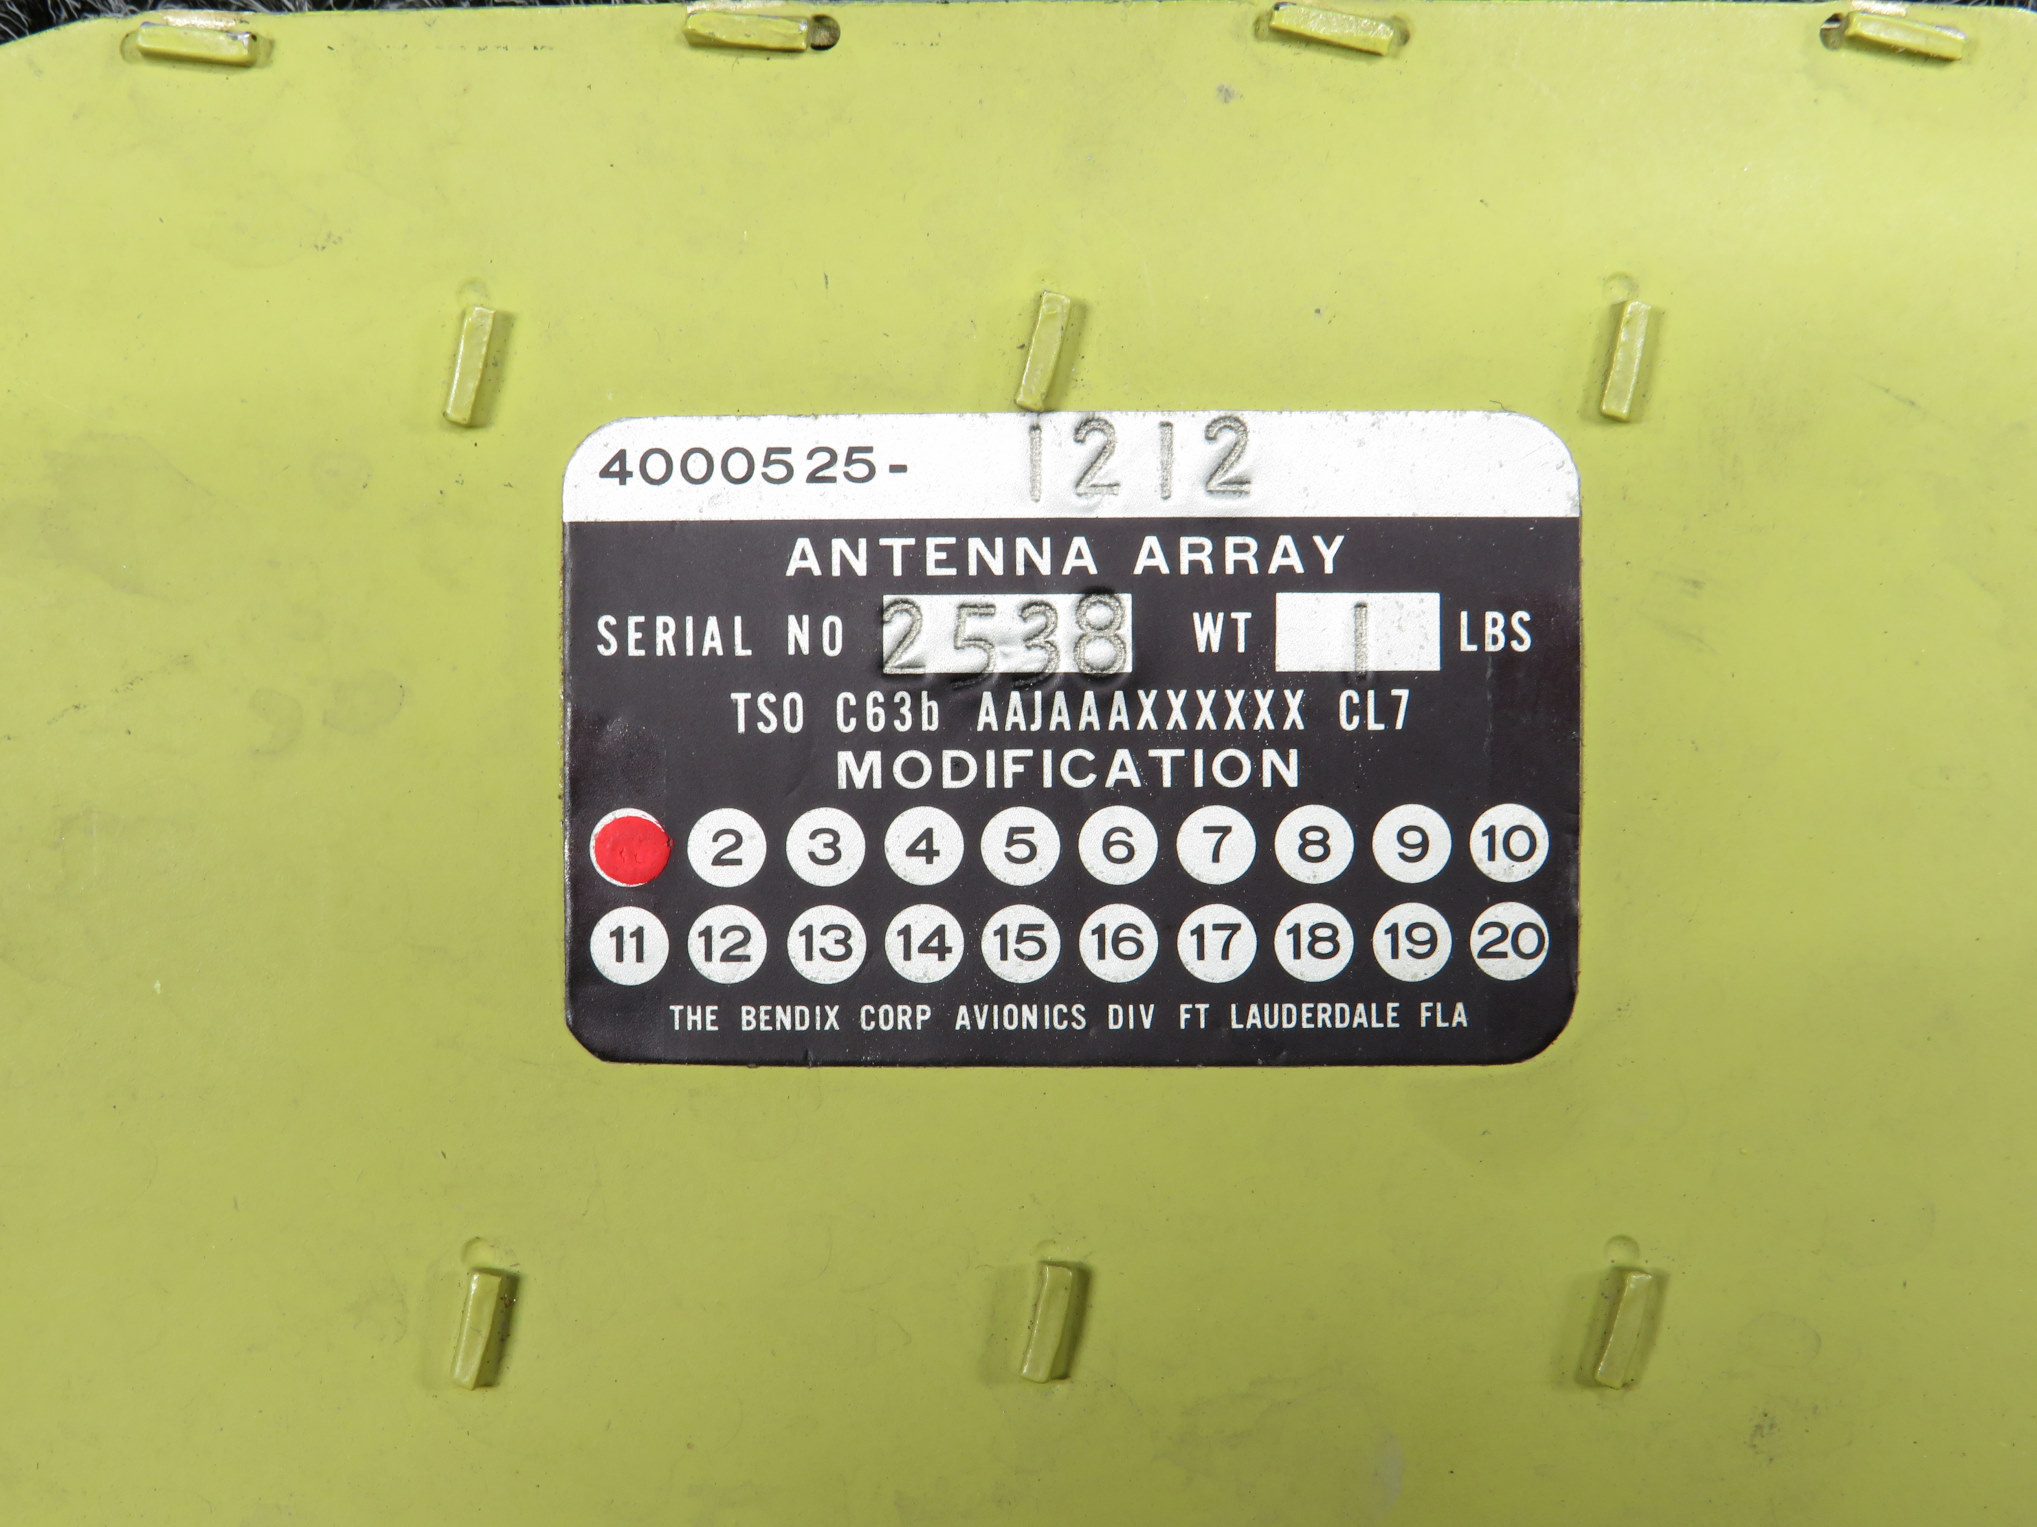 4000525- 1212
ANTENNA ARRAY
SERIAL NO 2538 WT 1 LBS
TSO C63b AAJAAAXXXXXX CL7
MODIFICATION
2 3 4 5 6 7 8 9 10
11 12 13 14 15 16 17 18 19 20
THE BENDIX CORP AVIONICS DIV FT LAUDERDALE FLA